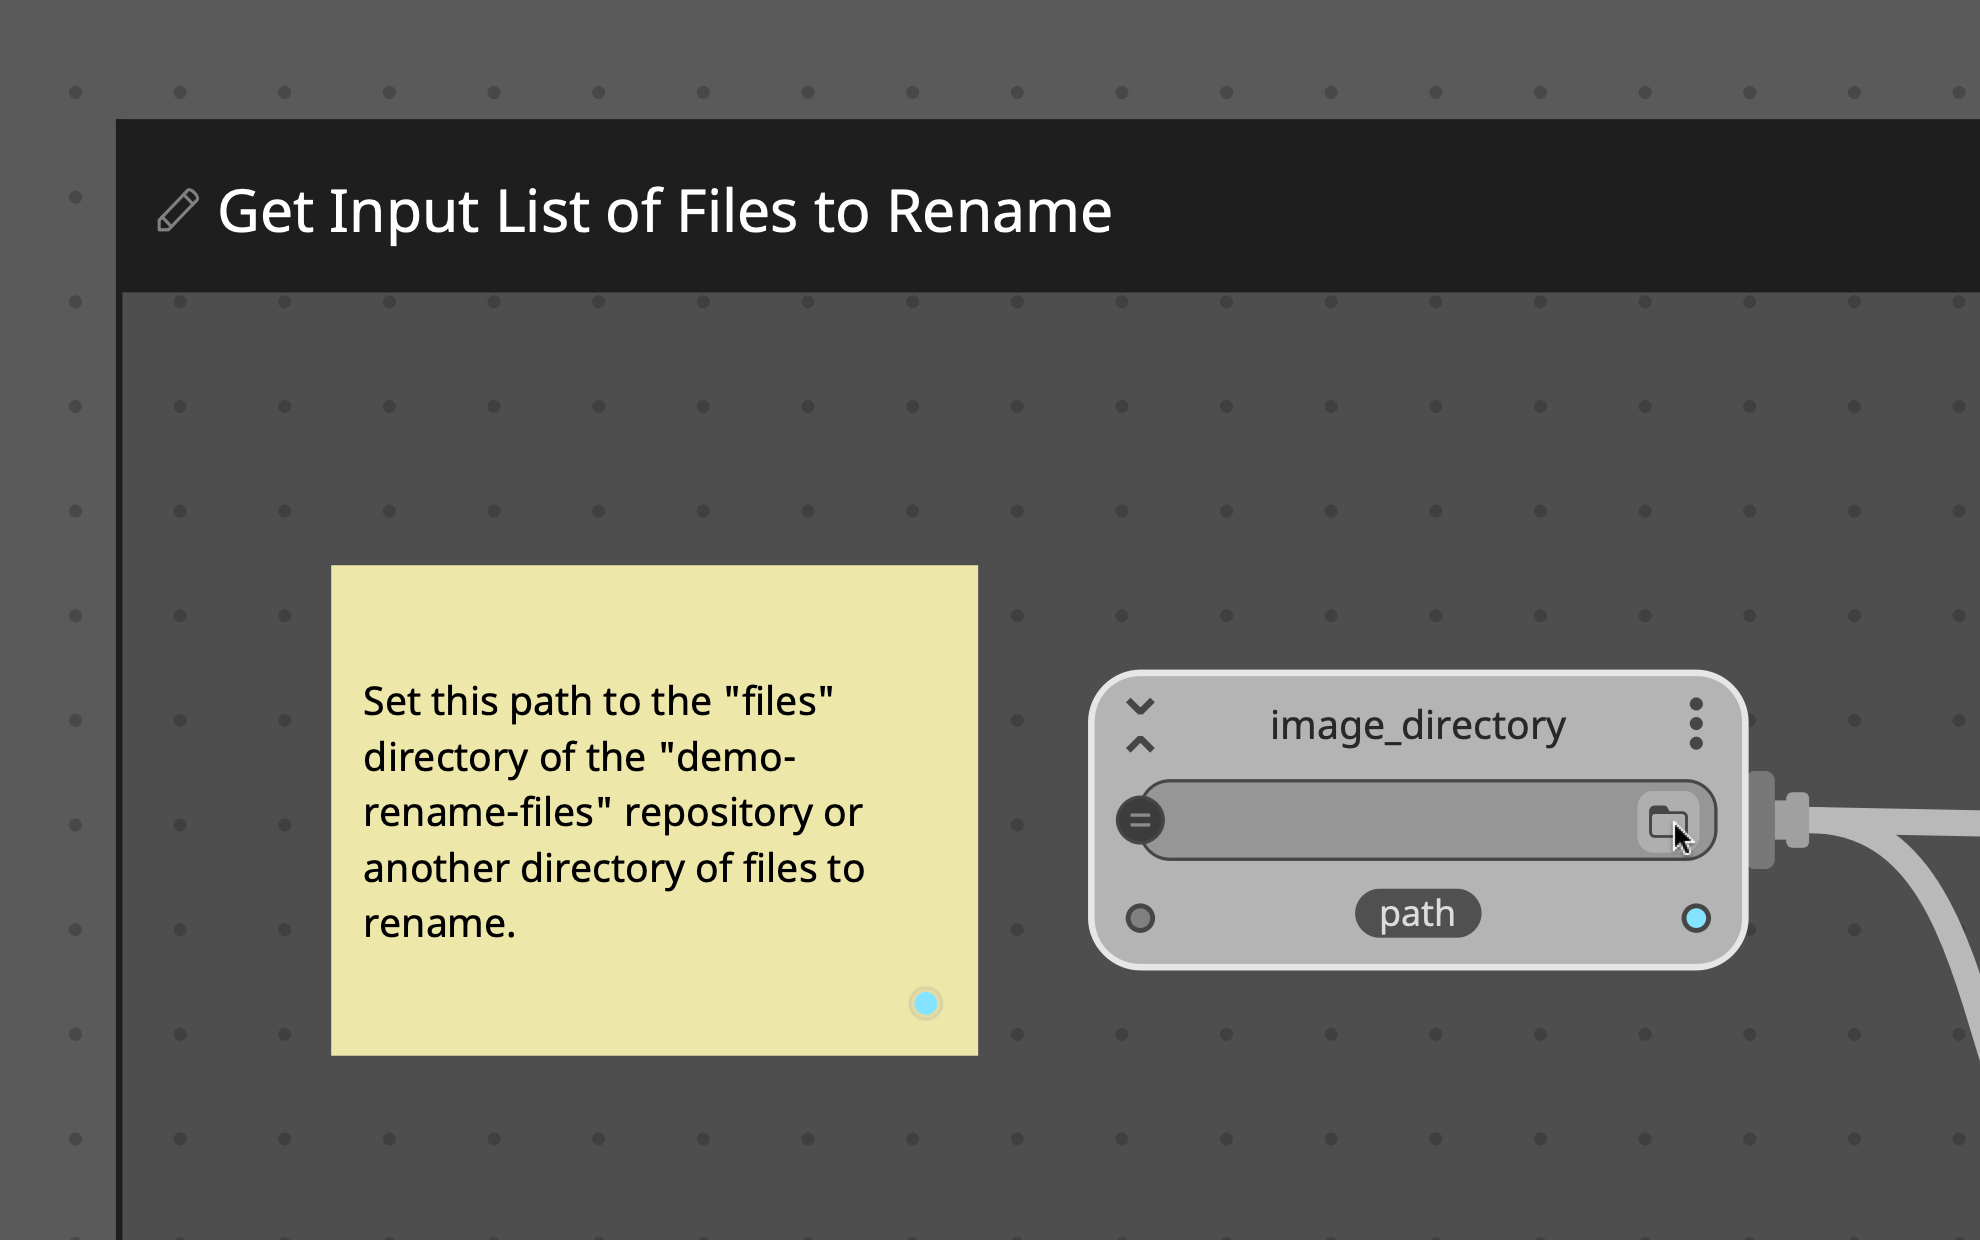 Get Input List of Files to Rename
Set this path to the "files"
directory of the "demo-
rename-files" repository or
another directory of files to
rename.
image_directory
=
path